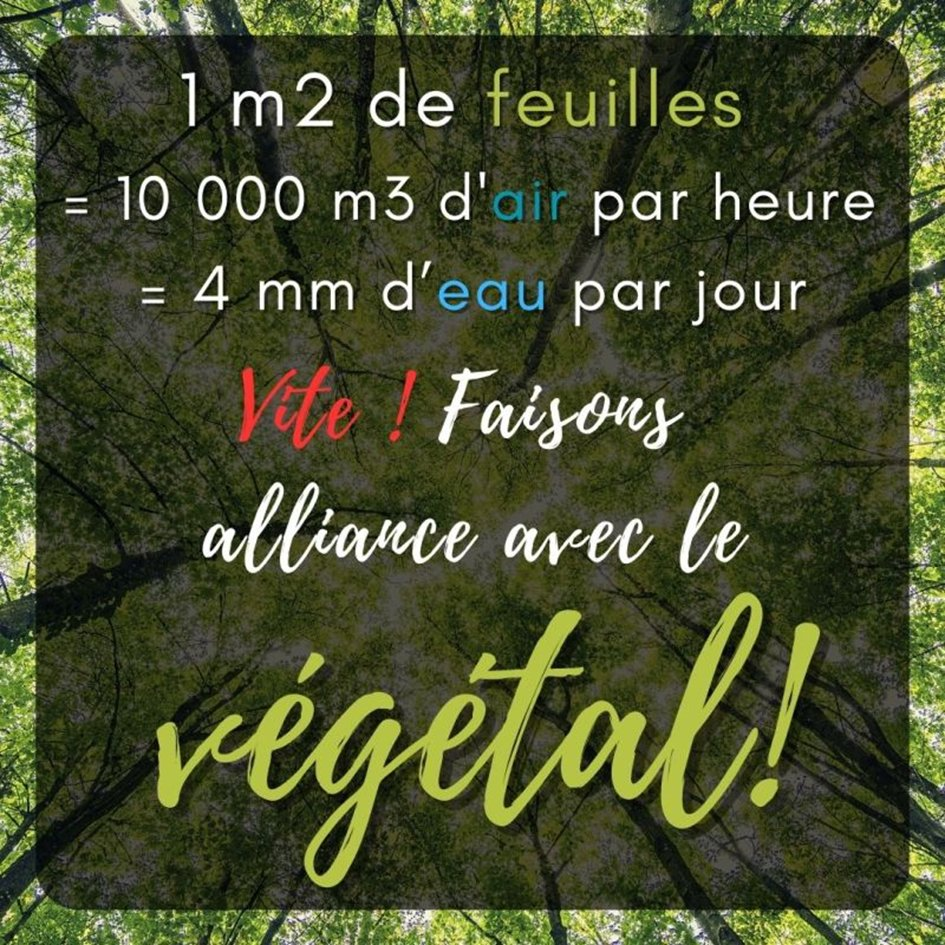 1 m2 de feuilles
= 10 000 m3 d'air par heure
= 4 mm d’eau par jour
Vite ! Faisons
alliance avec le
végétal!